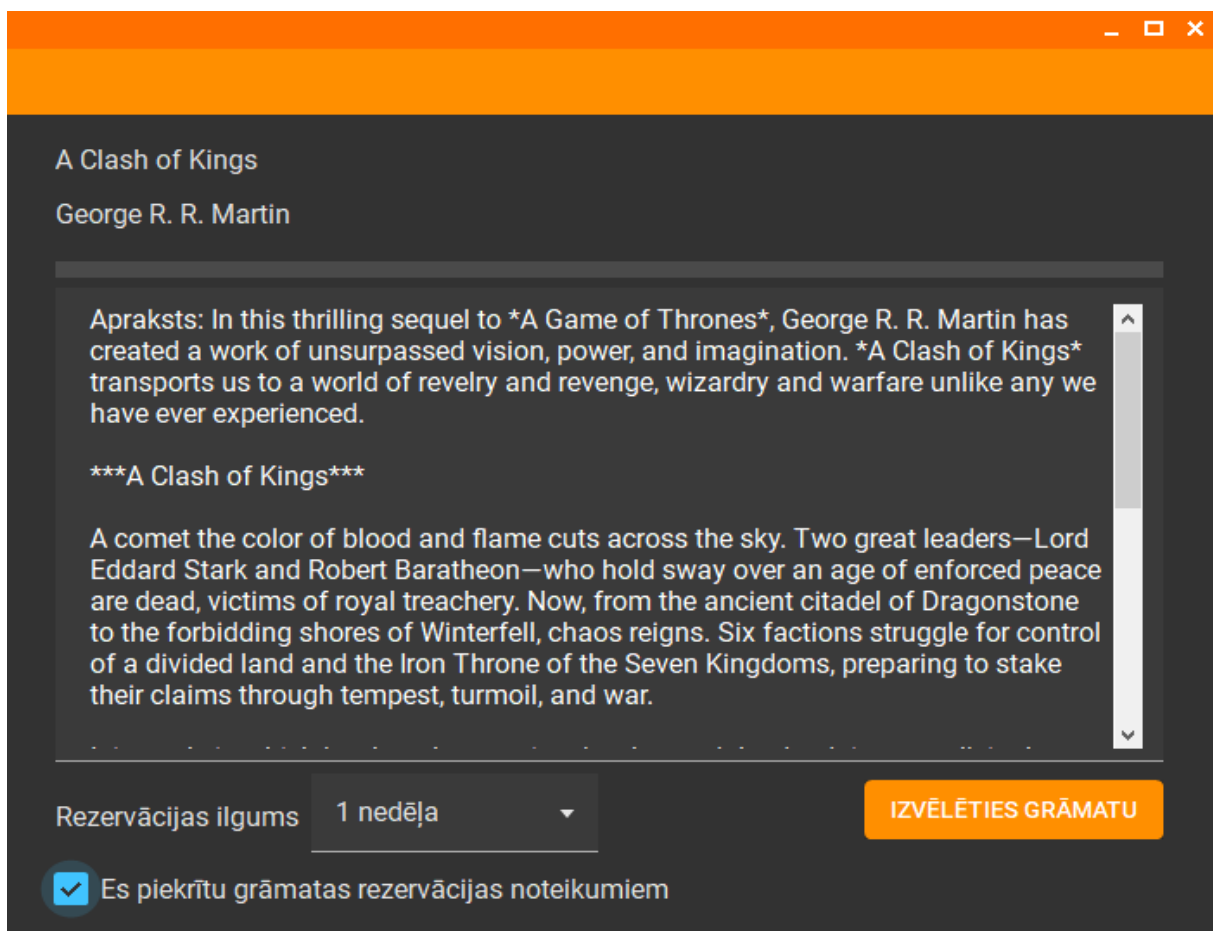 A Clash of Kings
George R. R. Martin
Apraksts: In this thrilling sequel to *A Game of Thrones*, George R. R. Martin has
created a work of unsurpassed vision, power, and imagination. *A Clash of Kings*
transports us to a world of revelry and revenge, wizardry and warfare unlike any we
have ever experienced.
***A Clash of Kings***
A comet the color of blood and flame cuts across the sky. Two great leaders—Lord
Eddard Stark and Robert Baratheon—who hold sway over an age of enforced peace
are dead, victims of royal treachery. Now, from the ancient citadel of Dragonstone
to the forbidding shores of Winterfell, chaos reigns. Six factions struggle for control
of a divided land and the Iron Throne of the Seven Kingdoms, preparing to stake
their claims through tempest, turmoil, and war.
Rezervācijas ilgums 1 nedēļa IZVĒLĒTIES GRĀMATU
Es piekrītu grāmatas rezervācijas noteikumiem